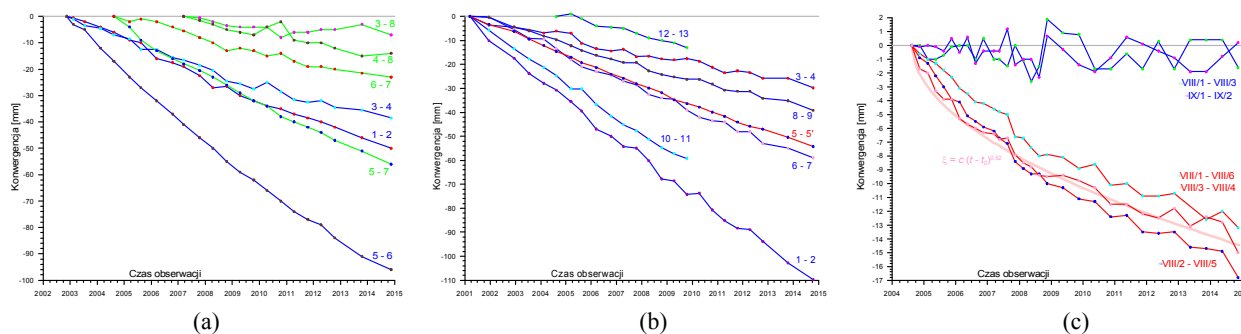 Konwergencja [mm]
0
-10
-20
-30
-40
-50
-60
-70
-80
-90
-100
2002 2003 2004 2005 2006 2007 2008 2009 2010 2011 2012 2013 2014 2015
Czas obserwacji
3 - 8
4 - 8
6 - 7
3 - 4
1 - 2
5 - 7
5 - 6
(a)
Konwergencja [mm]
0
-10
-20
-30
-40
-50
-60
-70
-80
-90
-100
-110
2001 2002 2003 2004 2005 2006 2007 2008 2009 2010 2011 2012 2013 2014 2015
Czas obserwacji
12 - 13
3 - 4
8 - 9
5 - 5'
10 - 11
6 - 7
1 - 2
(b)
Konwergencja [mm]
2
1
0
-1
-2
-3
-4
-5
-6
-7
-8
-9
-10
-11
-12
-13
-14
-15
-16
-17
2004 2005 2006 2007 2008 2009 2010 2011 2012 2013 2014 20
Czas obserwacji
VIII/1 - VIII/3
IX/1 - IX/2
ξ = c (t - t₀)⁰·⁵²
VIII/1 - VIII/6
VIII/3 - VIII/4
VIII/2 - VIII/5
(c)